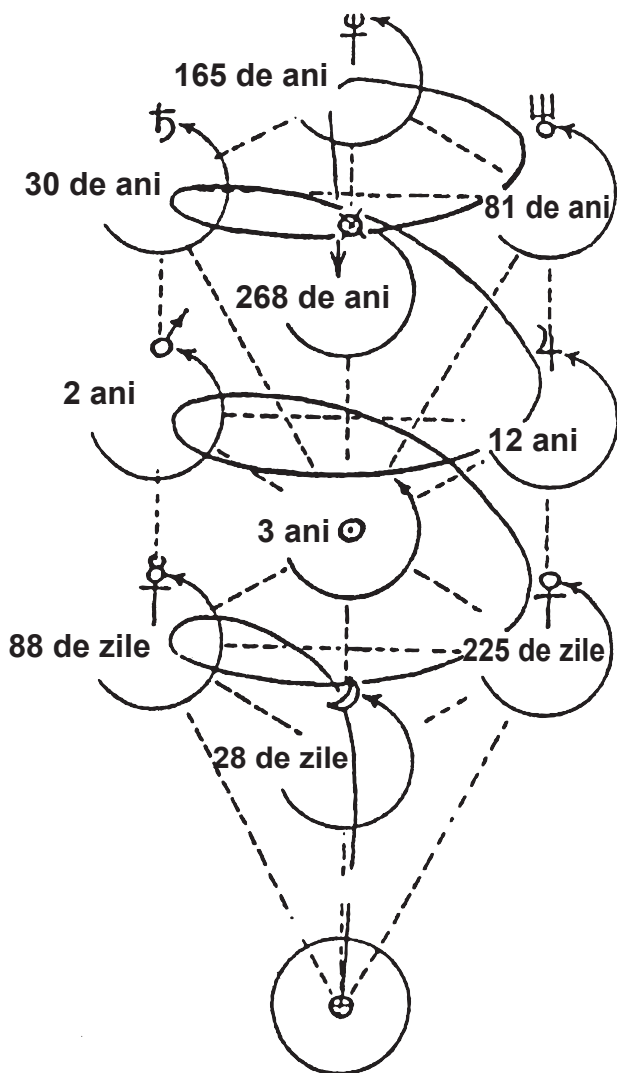 165 de ani
30 de ani
81 de ani
268 de ani
2 ani
12 ani
3 ani
88 de zile
225 de zile
28 de zile